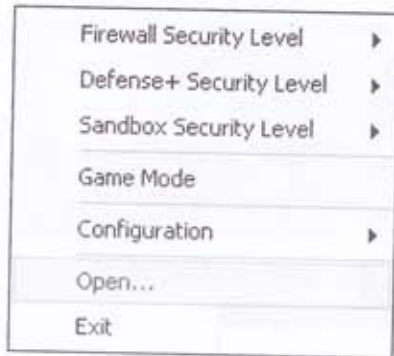 Firewall Security Level
Defense+ Security Level
Sandbox Security Level
Game Mode
Configuration
Open...
Exit